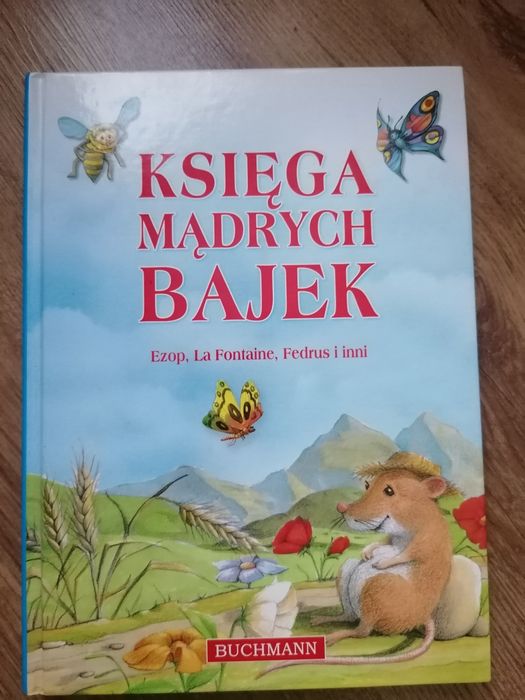 KSIĘGA
MĄDRYCH
BAJEK
Ezop, La Fontaine, Fedrus i inni
BUCHMANN